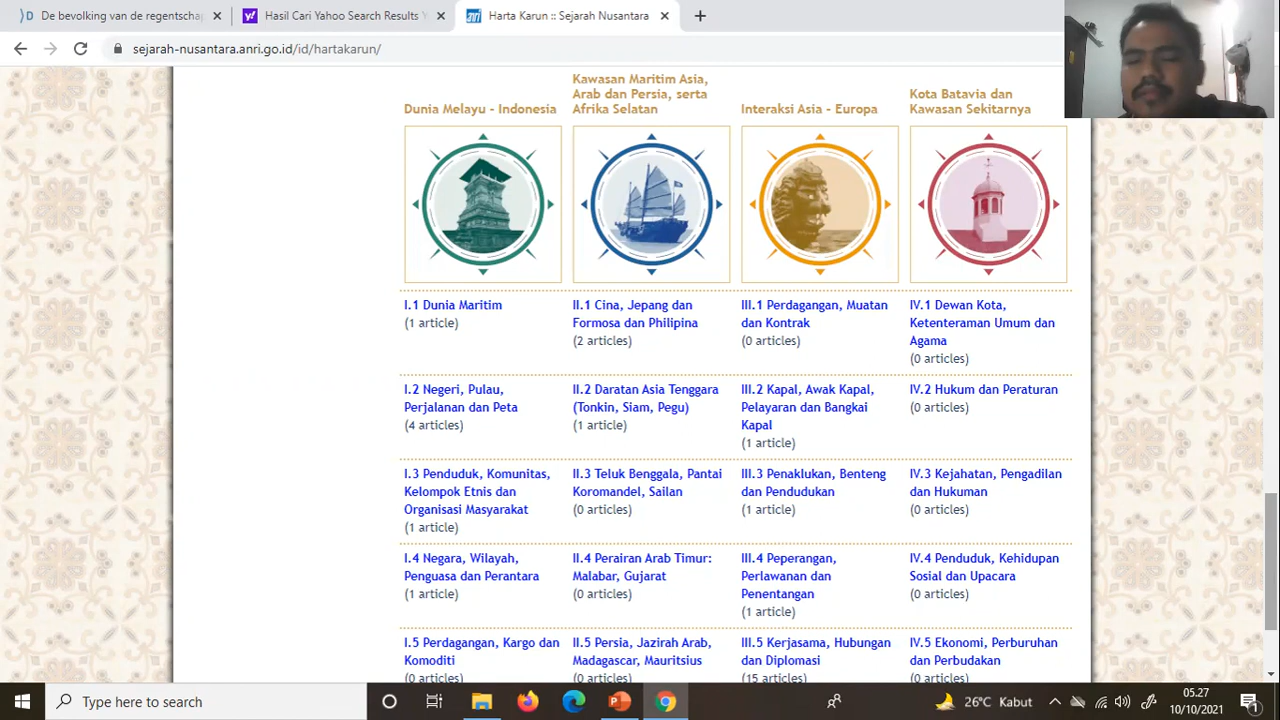 De bevolking van de regentschap
Hasil Cari Yahoo Search Results Y
Harta Karun :: Sejarah Nusantara
sejarah-nusantara.anri.go.id/id/hartakarun/
Dunia Melayu - Indonesia
Kawasan Maritim Asia,
Arab dan Persia, serta
Afrika Selatan
Interaksi Asia - Europa
Kota Batavia dan
Kawasan Sekitarnya
I.1 Dunia Maritim
(1 article)
II.1 Cina, Jepang dan
Formosa dan Philipina
(2 articles)
III.1 Perdagangan, Muatan
dan Kontrak
(0 articles)
IV.1 Dewan Kota,
Ketenteraman Umum dan
Agama
(0 articles)
I.2 Negeri, Pulau,
Perjalanan dan Peta
(4 articles)
II.2 Daratan Asia Tenggara
(Tonkin, Siam, Pegu)
(1 article)
III.2 Kapal, Awak Kapal,
Pelayaran dan Bangkai
Kapal
(1 article)
IV.2 Hukum dan Peraturan
(0 articles)
I.3 Penduduk, Komunitas,
Kelompok Etnis dan
Organisasi Masyarakat
(1 article)
II.3 Teluk Benggala, Pantai
Koromandel, Sailan
(0 articles)
III.3 Penaklukan, Benteng
dan Pendudukan
(1 article)
IV.3 Kejahatan, Pengadilan
dan Hukuman
(0 articles)
I.4 Negara, Wilayah,
Penguasa dan Perantara
(1 article)
II.4 Perairan Arab Timur:
Malabar, Gujarat
(0 articles)
III.4 Peperangan,
Perlawanan dan
Penentangan
(1 article)
IV.4 Penduduk, Kehidupan
Sosial dan Upacara
(0 articles)
I.5 Perdagangan, Kargo dan
Komoditi
(0 articles)
II.5 Persia, Jazirah Arab,
Madagascar, Mauritsius
(0 articles)
III.5 Kerjasama, Hubungan
dan Diplomasi
(15 articles)
IV.5 Ekonomi, Perburuhan
dan Perbudakan
(0 articles)
Type here to search
26°C Kabut
05.27
10/10/2021
1